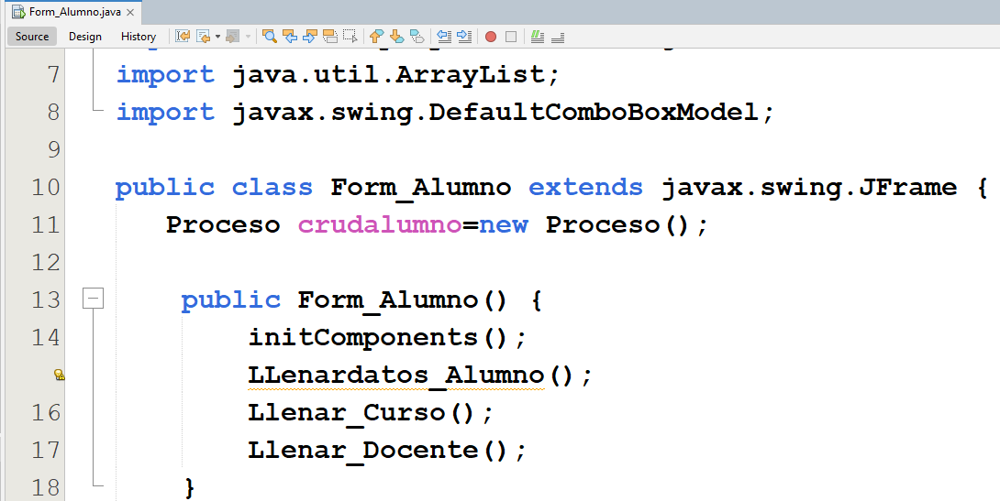 Form_Alumno.java
Source Design History
7 import java.util.ArrayList;
8 import javax.swing.DefaultComboBoxModel;
9
10 public class Form_Alumno extends javax.swing.JFrame {
11 Proceso crudalumno=new Proceso();
12
13 public Form_Alumno() {
14 initComponents();
LLenardatos_Alumno();
16 Llenar_Curso();
17 Llenar_Docente();
18 }